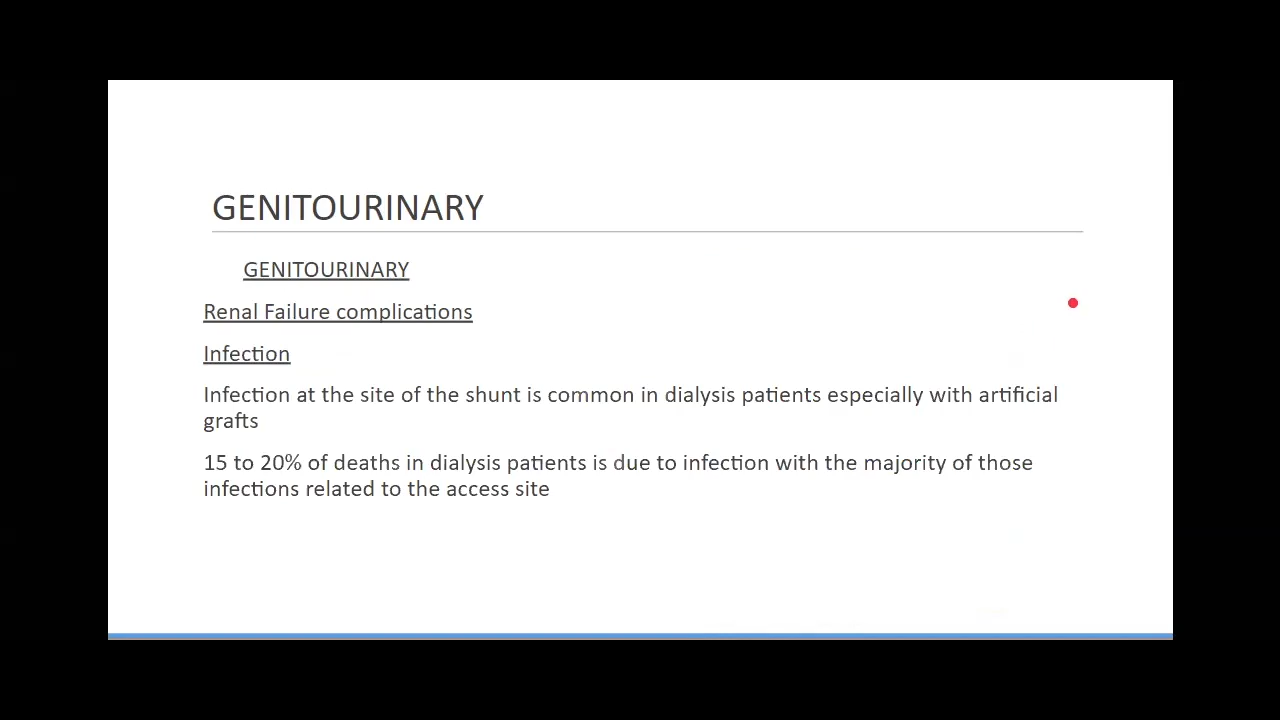 GENITOURINARY
GENITOURINARY
Renal Failure complications
Infection
Infection at the site of the shunt is common in dialysis patients especially with artificial
grafts
15 to 20% of deaths in dialysis patients is due to infection with the majority of those
infections related to the access site